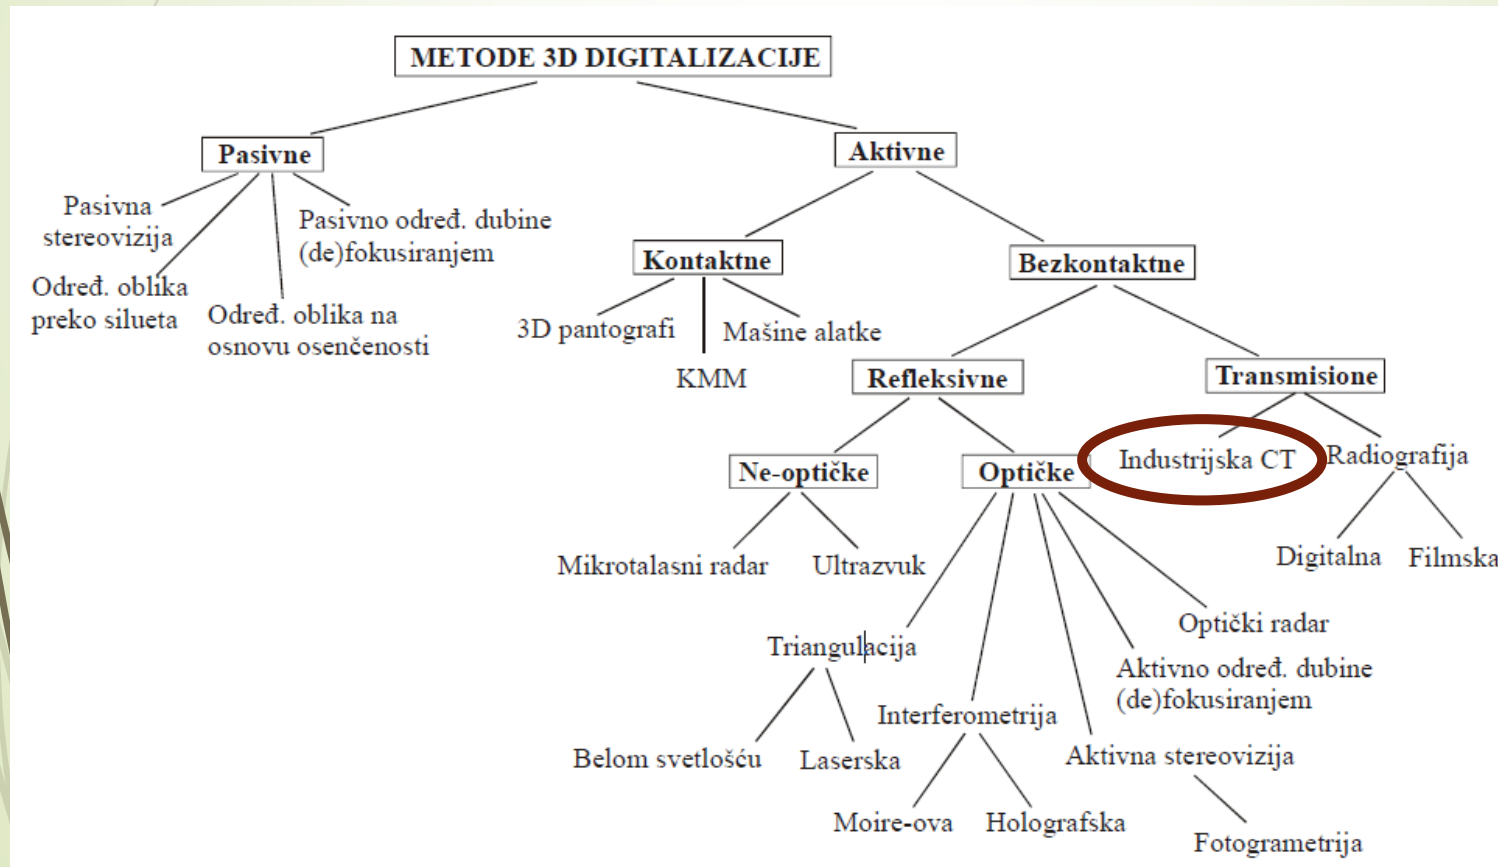 METODE 3D DIGITALIZACIJE
Pasivne
Aktivne
Pasivna
stereovizija
Pasivno određ. dubine
(de)fokusiranjem
Određ. oblika
preko silueta
Određ. oblika na
osnovu osenčenosti
Kontaktne
Bezkontaktne
3D pantografi
KMM
Mašine alatke
Refleksivne
Transmisione
Ne-optičke
Optičke
Industrijska CT
Radiografija
Mikrotalasni radar
Ultrazvuk
Digitalna
Filmska
Triangulacija
Optički radar
Aktivno određ. dubine
(de)fokusiranjem
Interferometrija
Belom svetlošću
Laserska
Aktivna stereovizija
Moire-ova
Holografska
Fotogrametrija